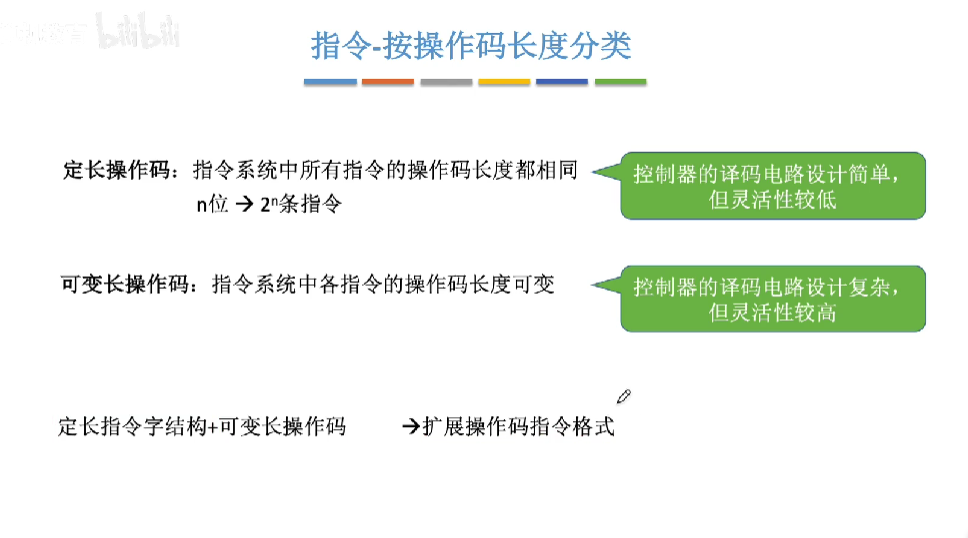 bilibili
指令-按操作码长度分类
定长操作码：指令系统中所有指令的操作码长度都相同
n位 → 2ⁿ条指令
控制器的译码电路设计简单，
但灵活性较低
可变长操作码：指令系统中各指令的操作码长度可变
控制器的译码电路设计复杂，
但灵活性较高
定长指令字结构+可变长操作码 →扩展操作码指令格式